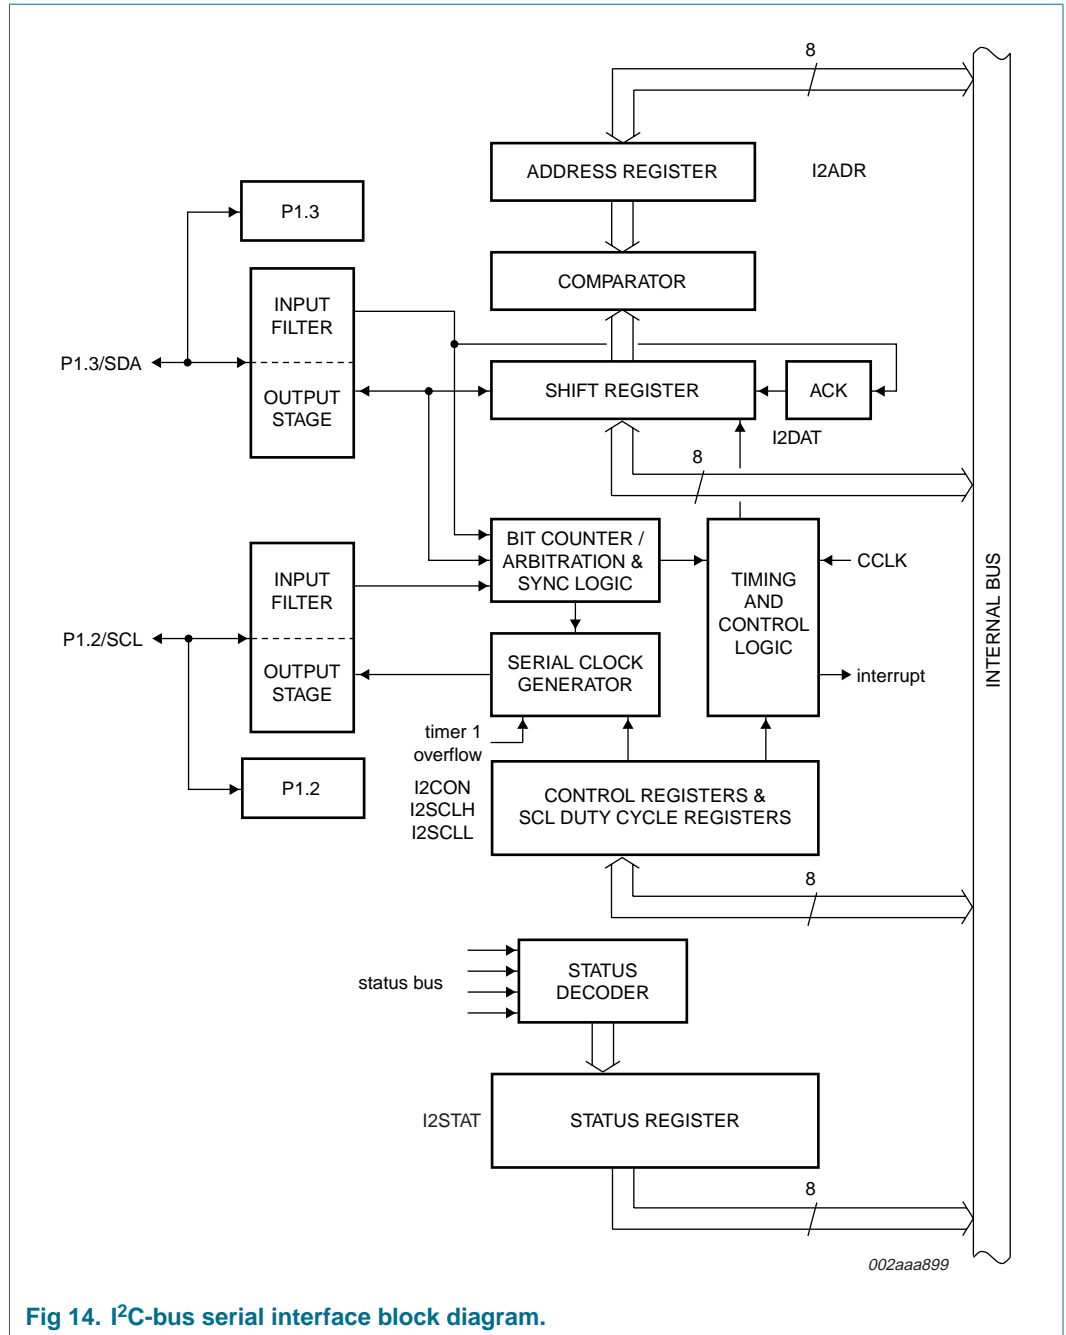 8
ADDRESS REGISTER
I2ADR
P1.3
COMPARATOR
INPUT
FILTER
P1.3/SDA
OUTPUT
STAGE
SHIFT REGISTER
ACK
I2DAT
8
BIT COUNTER /
ARBITRATION &
SYNC LOGIC
INPUT
FILTER
TIMING
AND
CONTROL
LOGIC
CCLK
INTERNAL BUS
P1.2/SCL
OUTPUT
STAGE
SERIAL CLOCK
GENERATOR
interrupt
timer 1
overflow
P1.2
I2CON
I2SCLH
I2SCLL
CONTROL REGISTERS &
SCL DUTY CYCLE REGISTERS
8
status bus
STATUS
DECODER
I2STAT
STATUS REGISTER
8
002aaa899
Fig 14. I²C-bus serial interface block diagram.